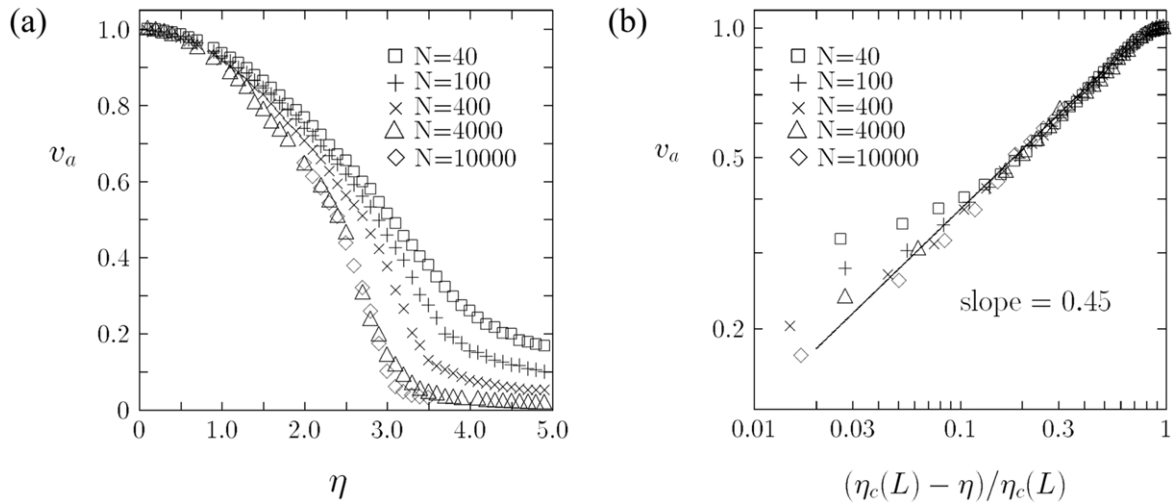 (a)
1.0
0.8
0.6
0.4
0.2
0
v_a
□ N=40
+ N=100
× N=400
△ N=4000
◇ N=10000
0 1.0 2.0 3.0 4.0 5.0
η
(b)
1.0
0.5
0.2
v_a
□ N=40
+ N=100
× N=400
△ N=4000
◇ N=10000
slope = 0.45
0.01 0.03 0.1 0.3 1
(η_c(L) − η)/η_c(L)